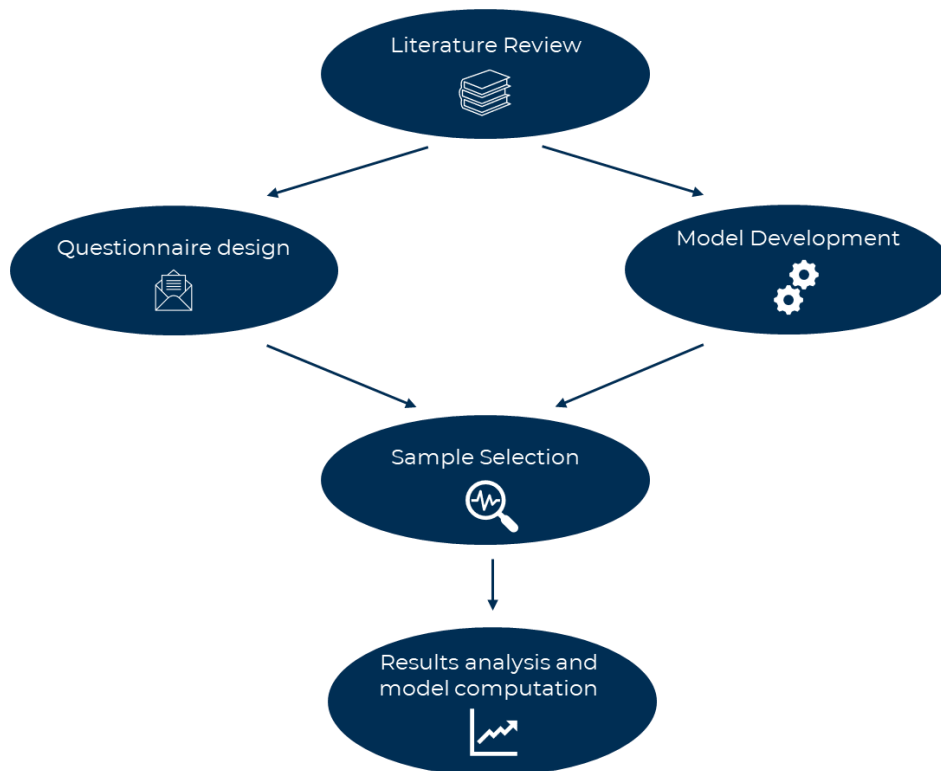 Literature Review
Questionnaire design
Model Development
Sample Selection
Results analysis and
model computation